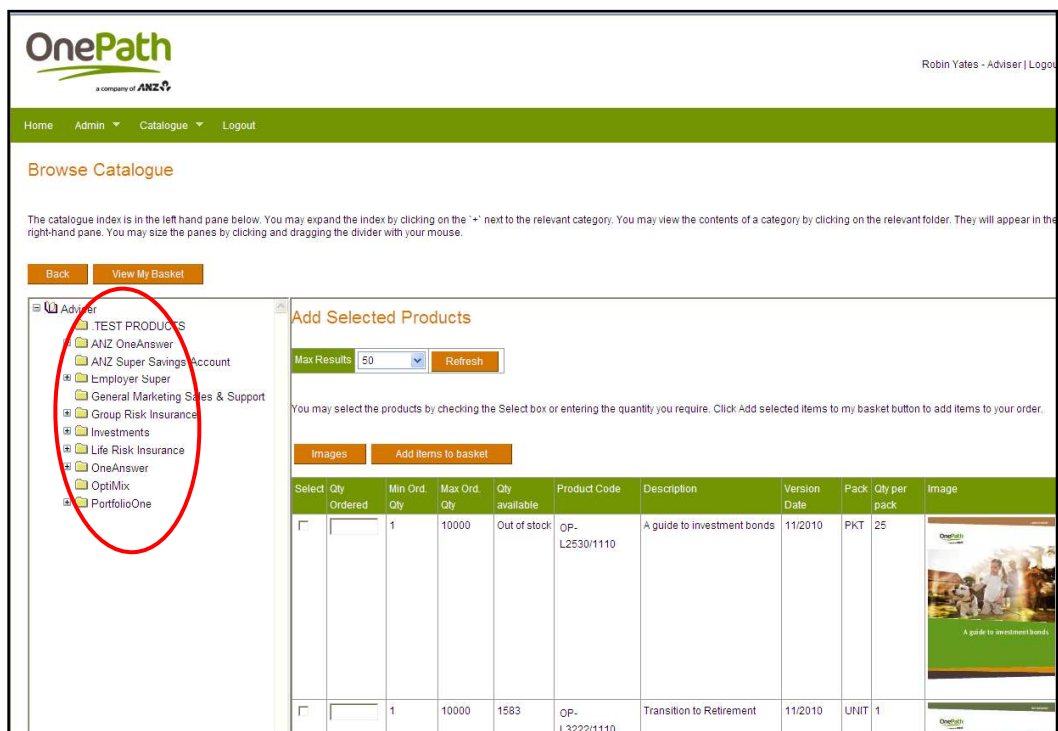 OnePath
a company of ANZ
Robin Yates - Adviser | Logou
Home Admin Catalogue Logout
Browse Catalogue
The catalogue index is in the left hand pane below. You may expand the index by clicking on the `+` next to the relevant category. You may view the contents of a category by clicking on the relevant folder. They will appear in the
right-hand pane. You may size the panes by clicking and dragging the divider with your mouse.
Back View My Basket
Adviser
.TEST PRODUCTS
ANZ OneAnswer
ANZ Super Savings Account
Employer Super
General Marketing Sales & Support
Group Risk Insurance
Investments
Life Risk Insurance
OneAnswer
OptiMix
PortfolioOne
Add Selected Products
Max Results 50 Refresh
You may select the products by checking the Select box or entering the quantity you require. Click Add selected items to my basket button to add items to your order.
Images Add items to basket
Select Qty Min Ord. Max Ord. Qty Product Code Description Version Pack Qty per Image
Ordered Qty Qty available Date pack
1 10000 Out of stock OP- A guide to investment bonds 11/2010 PKT 25
L2530/1110
OnePath
A guide to investment bonds
1 10000 1583 OP- Transition to Retirement 11/2010 UNIT 1
L3222/1110
OnePath